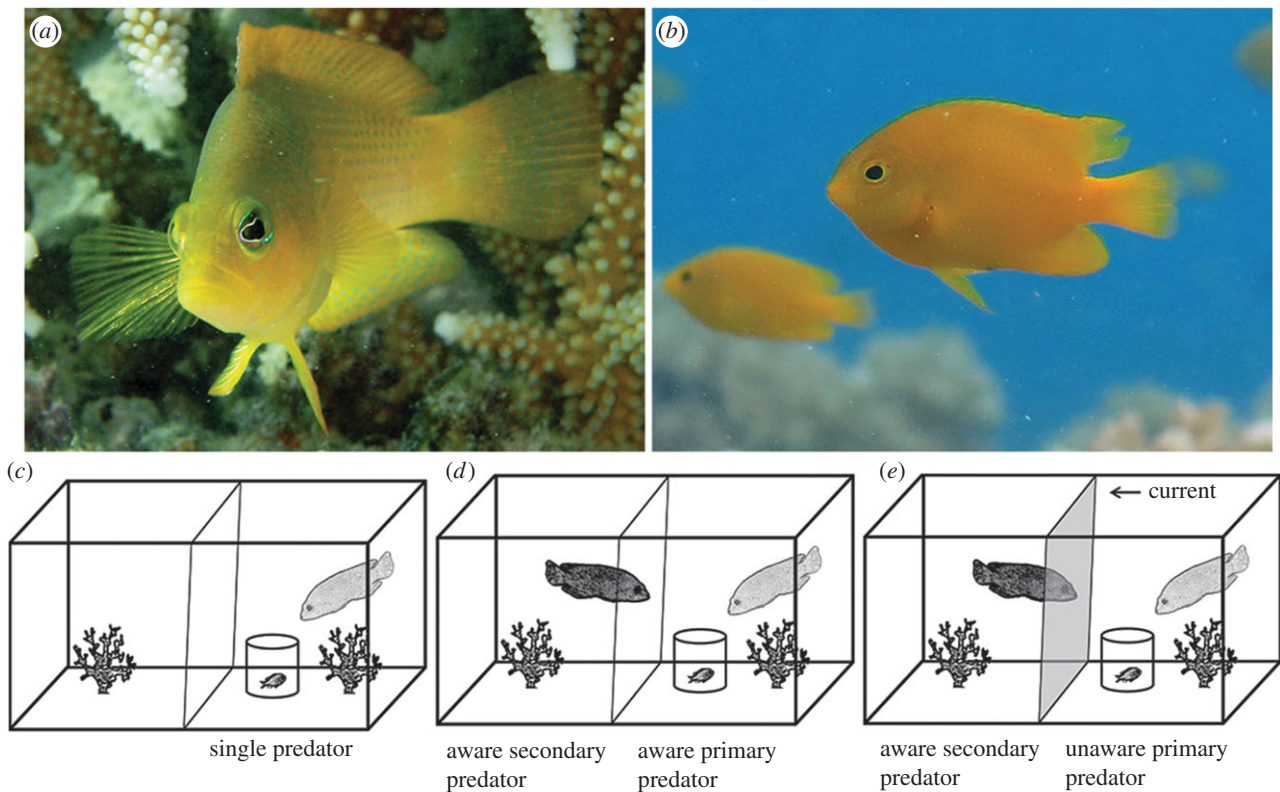 (a)
(b)
(c)
(d)
(e)
← current
single predator
aware secondary
predator
aware primary
predator
aware secondary
predator
unaware primary
predator